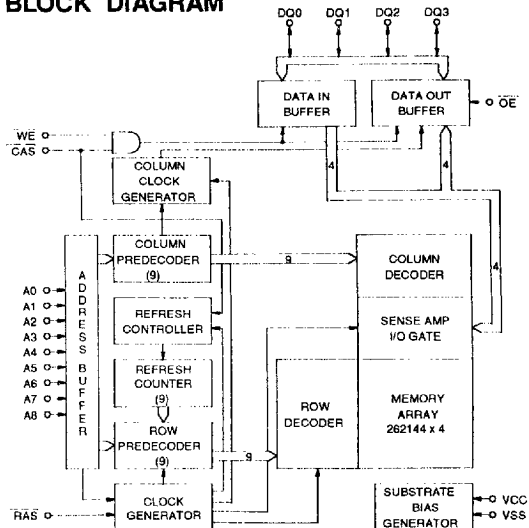 BLOCK DIAGRAM
DQ0 DQ1 DQ2 DQ3
DATA IN
BUFFER
DATA OUT
BUFFER
OE
WE
CAS
4
4
COLUMN
CLOCK
GENERATOR
COLUMN
PREDECODER
(9)
9
COLUMN
DECODER
ADDRESS BUFFER
A0
A1
A2
A3
A4
A5
A6
A7
A8
REFRESH
CONTROLLER
SENSE AMP
I/O GATE
REFRESH
COUNTER
(9)
ROW
PREDECODER
(9)
9
ROW
DECODER
MEMORY
ARRAY
262144 x 4
RAS
CLOCK
GENERATOR
SUBSTRATE
BIAS
GENERATOR
VCC
VSS